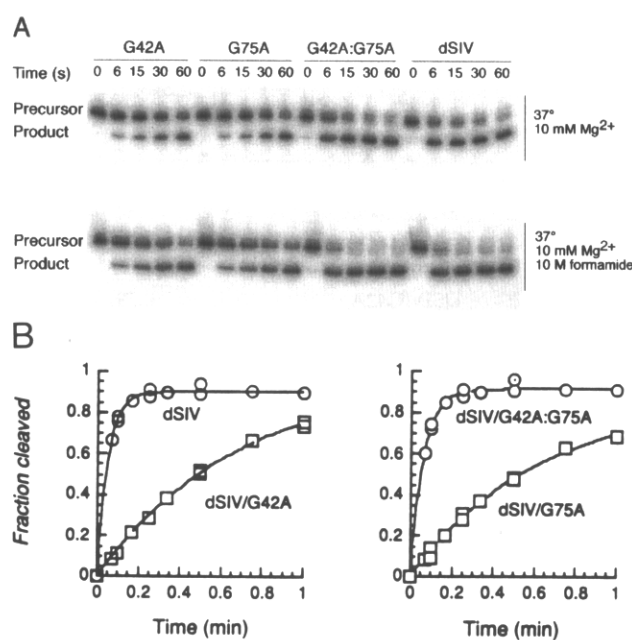 A
G42A G75A G42A:G75A dSIV
Time (s) 0 6 15 30 60 0 6 15 30 60 0 6 15 30 60 0 6 15 30 60
Precursor
Product
37°
10 mM Mg2+
Precursor
Product
37°
10 mM Mg2+
10 M formamide
B
Fraction cleaved
1
0.8
0.6
0.4
0.2
0
dSIV
dSIV/G42A
0 0.2 0.4 0.6 0.8 1
Time (min)
1
0.8
0.6
0.4
0.2
0
dSIV/G42A:G75A
dSIV/G75A
0 0.2 0.4 0.6 0.8 1
Time (min)